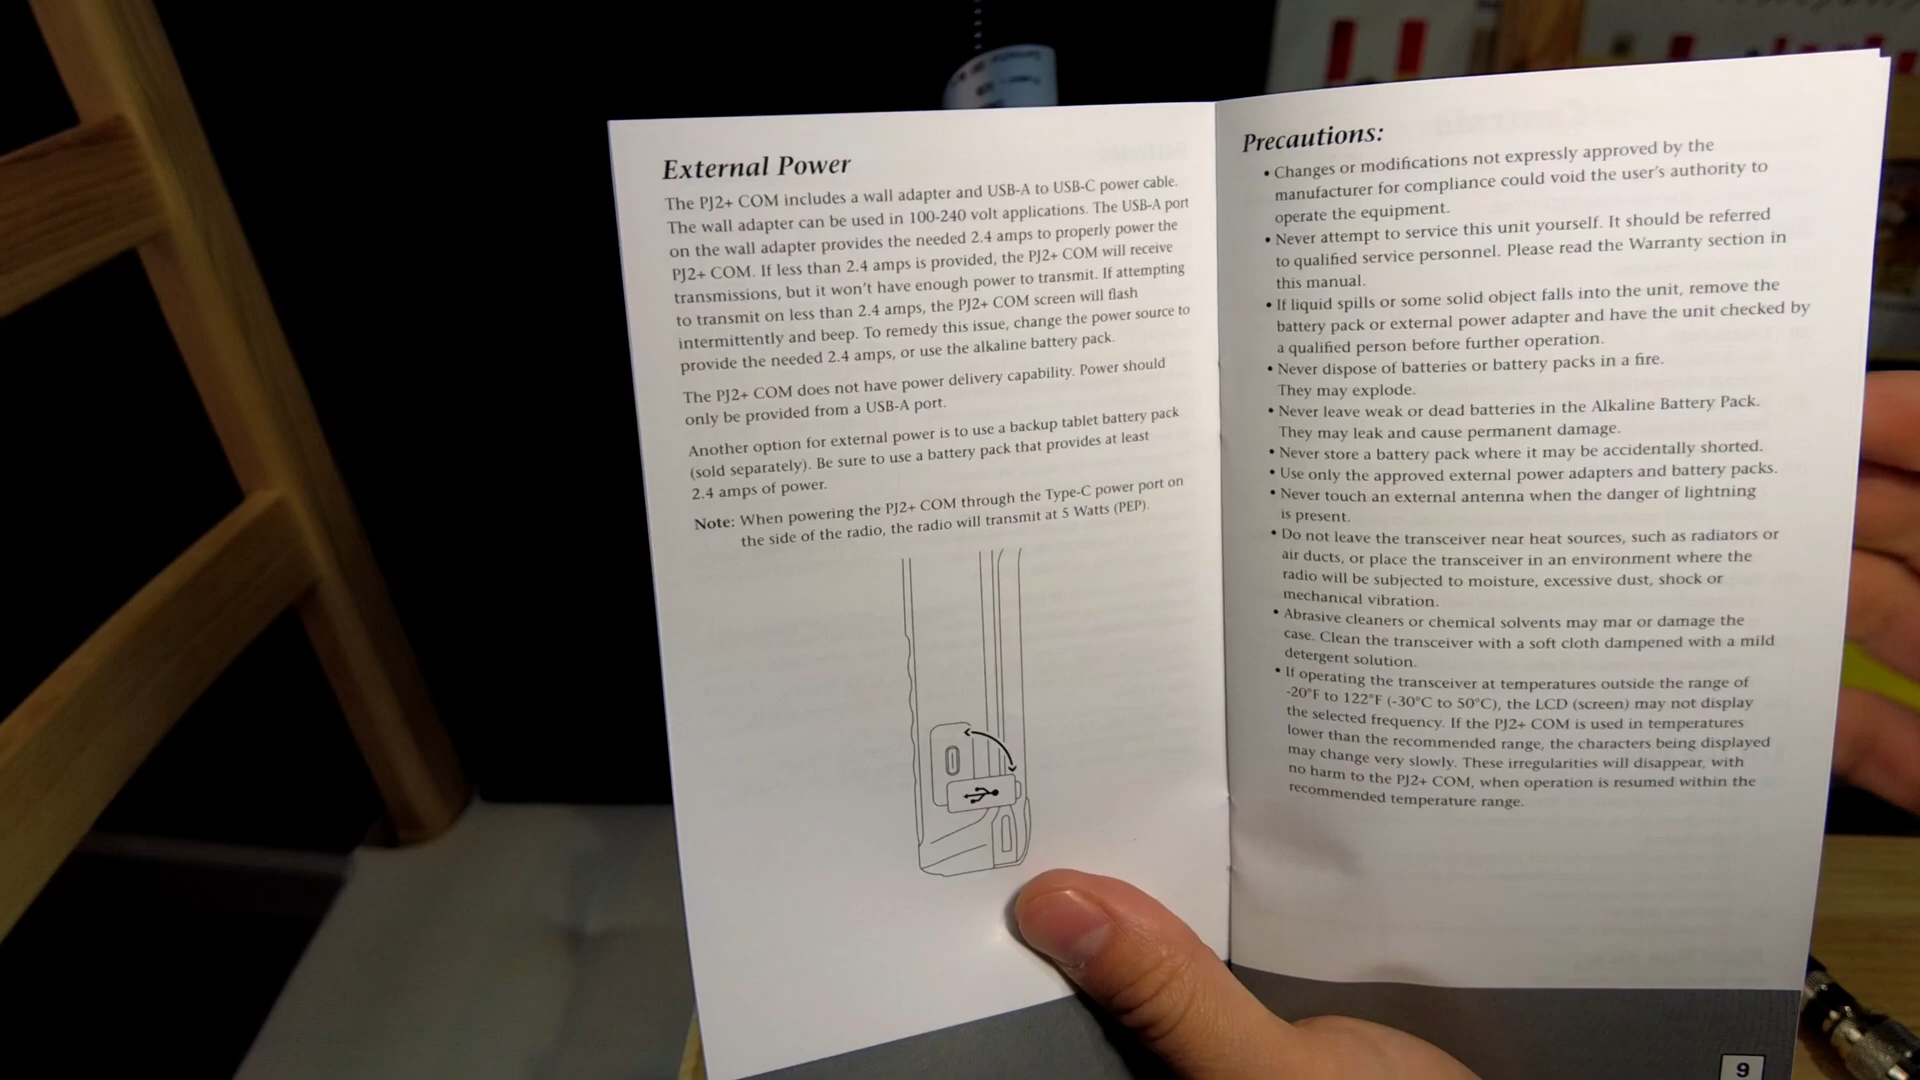 External Power
The PJ2+ COM includes a wall adapter and USB-A to USB-C power cable.
The wall adapter can be used in 100-240 volt applications. The USB-A port
on the wall adapter provides the needed 2.4 amps to properly power the
PJ2+ COM. If less than 2.4 amps is provided, the PJ2+ COM will receive
transmissions, but it won't have enough power to transmit. If attempting
to transmit on less than 2.4 amps, the PJ2+ COM screen will flash
intermittently and beep. To remedy this issue, change the power source to
provide the needed 2.4 amps, or use the alkaline battery pack.
The PJ2+ COM does not have power delivery capability. Power should
only be provided from a USB-A port.
Another option for external power is to use a backup tablet battery pack
(sold separately). Be sure to use a battery pack that provides at least
2.4 amps of power.
Note: When powering the PJ2+ COM through the Type-C power port on
the side of the radio, the radio will transmit at 5 Watts (PEP).
Precautions:
• Changes or modifications not expressly approved by the
manufacturer for compliance could void the user's authority to
operate the equipment.
• Never attempt to service this unit yourself. It should be referred
to qualified service personnel. Please read the Warranty section in
this manual.
• If liquid spills or some solid object falls into the unit, remove the
battery pack or external power adapter and have the unit checked by
a qualified person before further operation.
• Never dispose of batteries or battery packs in a fire.
They may explode.
• Never leave weak or dead batteries in the Alkaline Battery Pack.
They may leak and cause permanent damage.
• Never store a battery pack where it may be accidentally shorted.
• Use only the approved external power adapters and battery packs.
• Never touch an external antenna when the danger of lightning
is present.
• Do not leave the transceiver near heat sources, such as radiators or
air ducts, or place the transceiver in an environment where the
radio will be subjected to moisture, excessive dust, shock or
mechanical vibration.
• Abrasive cleaners or chemical solvents may mar or damage the
case. Clean the transceiver with a soft cloth dampened with a mild
detergent solution.
• If operating the transceiver at temperatures outside the range of
-20°F to 122°F (-30°C to 50°C), the LCD (screen) may not display
the selected frequency. If the PJ2+ COM is used in temperatures
lower than the recommended range, the characters being displayed
may change very slowly. These irregularities will disappear, with
no harm to the PJ2+ COM, when operation is resumed within the
recommended temperature range.
9